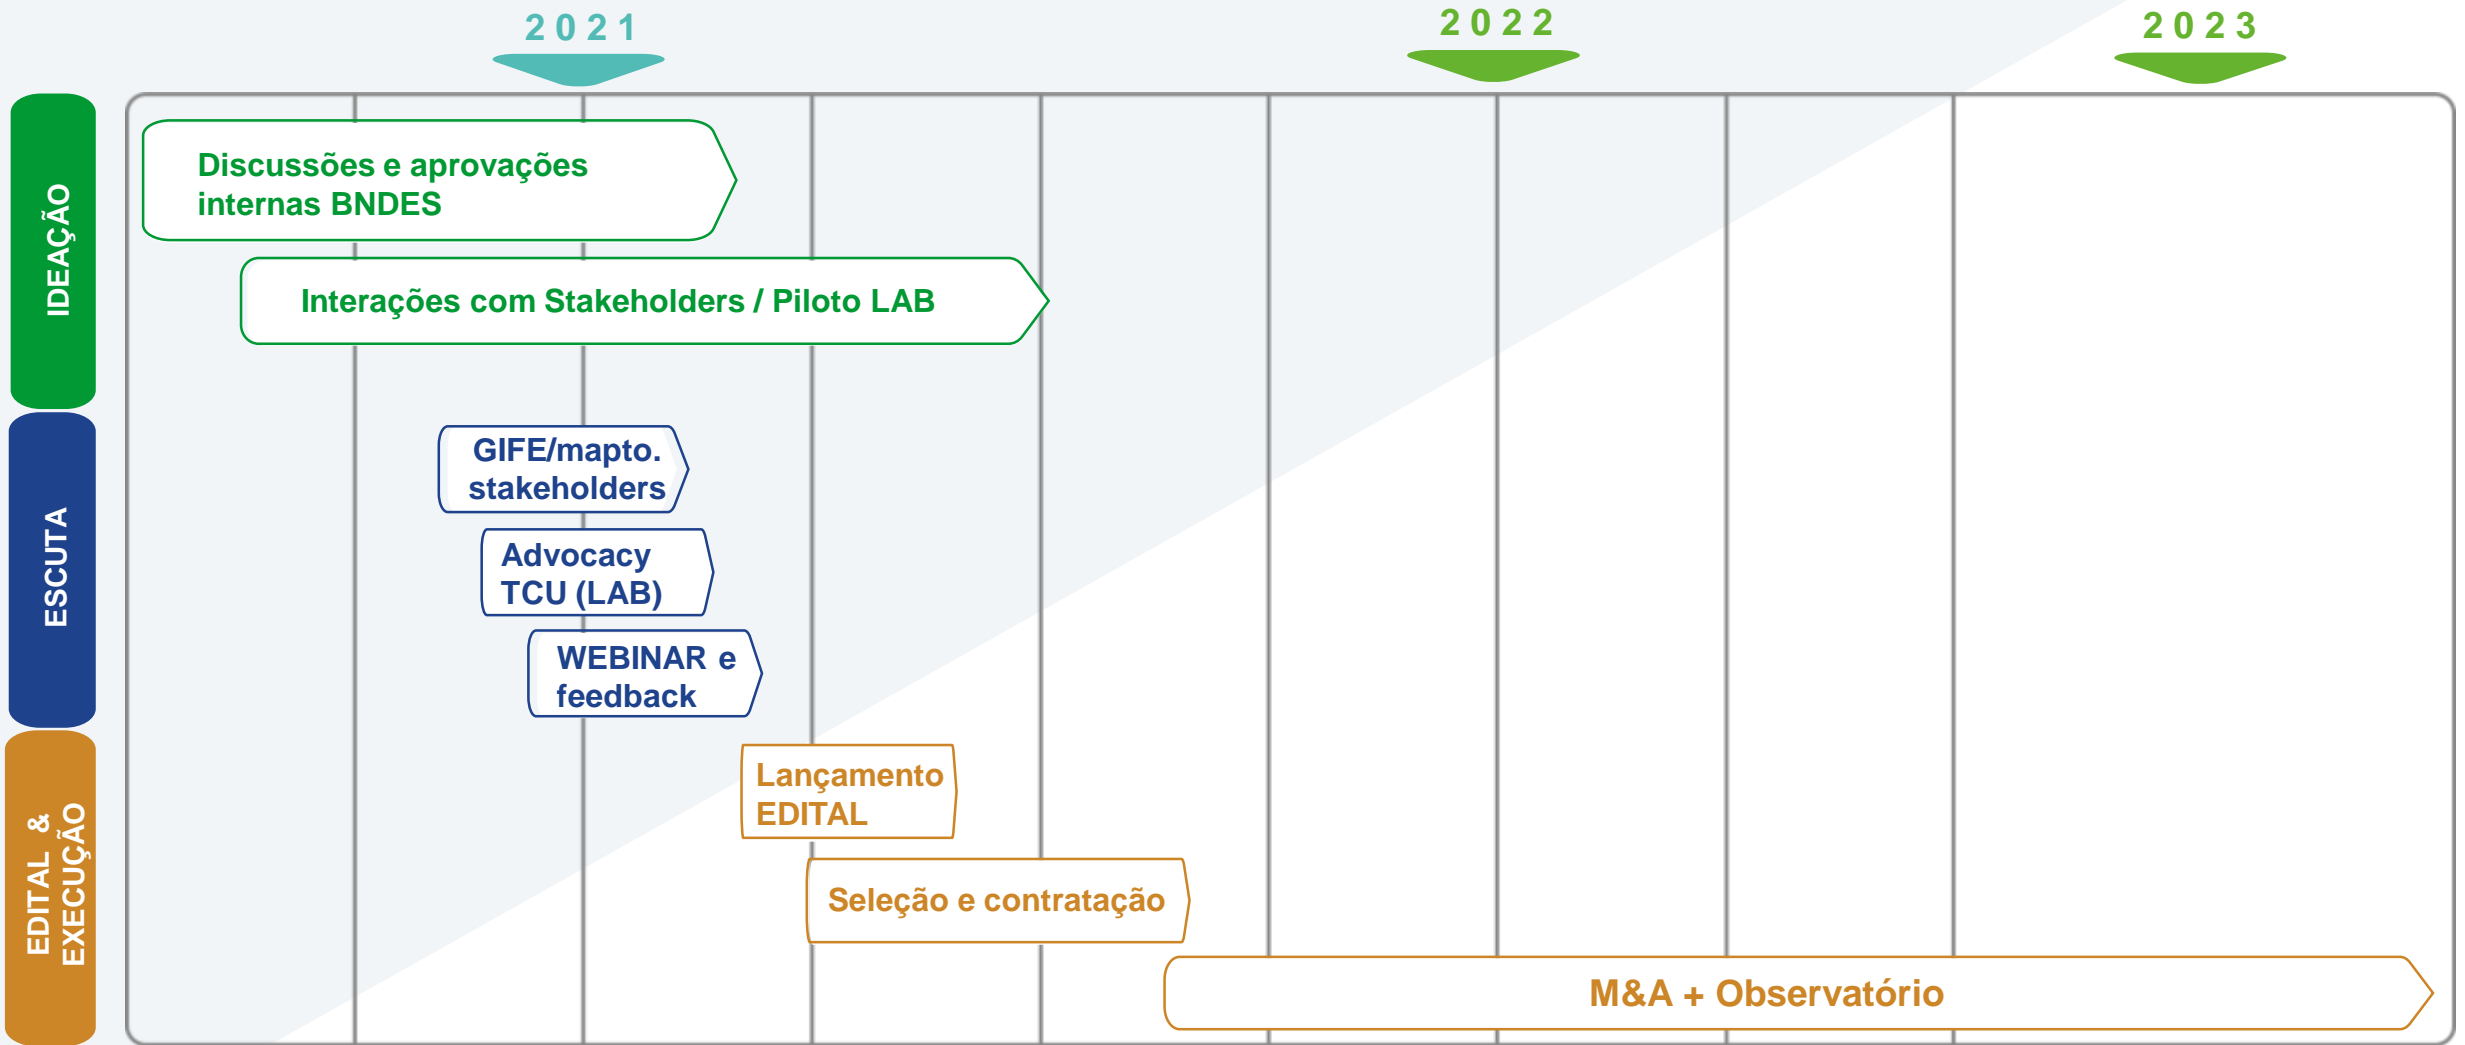 2021
2022
2023
IDEAÇÃO
Discussões e aprovações
internas BNDES
Interações com Stakeholders / Piloto LAB
ESCUTA
GIFE/mapto.
stakeholders
Advocacy
TCU (LAB)
WEBINAR e
feedback
EDITAL &
EXECUÇÃO
Lançamento
EDITAL
Seleção e contratação
M&A + Observatório